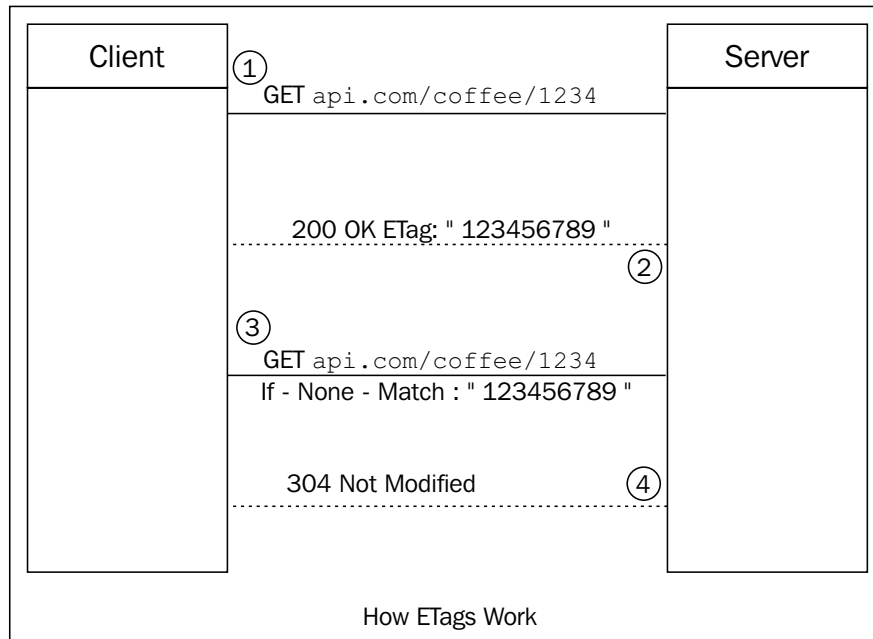 Client
Server
1
GET api.com/coffee/1234
200 OK ETag: " 123456789 "
2
3
GET api.com/coffee/1234
If - None - Match : " 123456789 "
304 Not Modified
4
How ETags Work